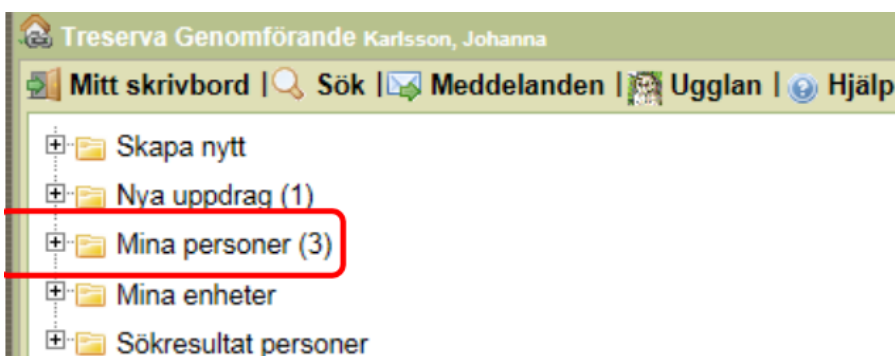 Treserva Genomförande Karlsson, Johanna
Mitt skrivbord | Sök | Meddelanden | Ugglan | Hjälp
Skapa nytt
Nya uppdrag (1)
Mina personer (3)
Mina enheter
Sökresultat personer